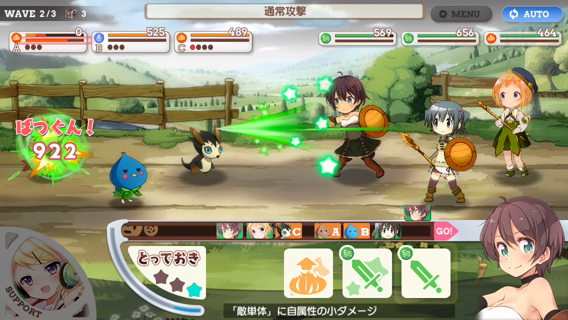 WAVE 2/3 3
通常攻撃
MENU
AUTO
A 0
B 525
C 489
569
656
464
ばつぐん!
922
C A B GO!
とっておき
SUPPORT
「敵単体」に自属性の小ダメージ